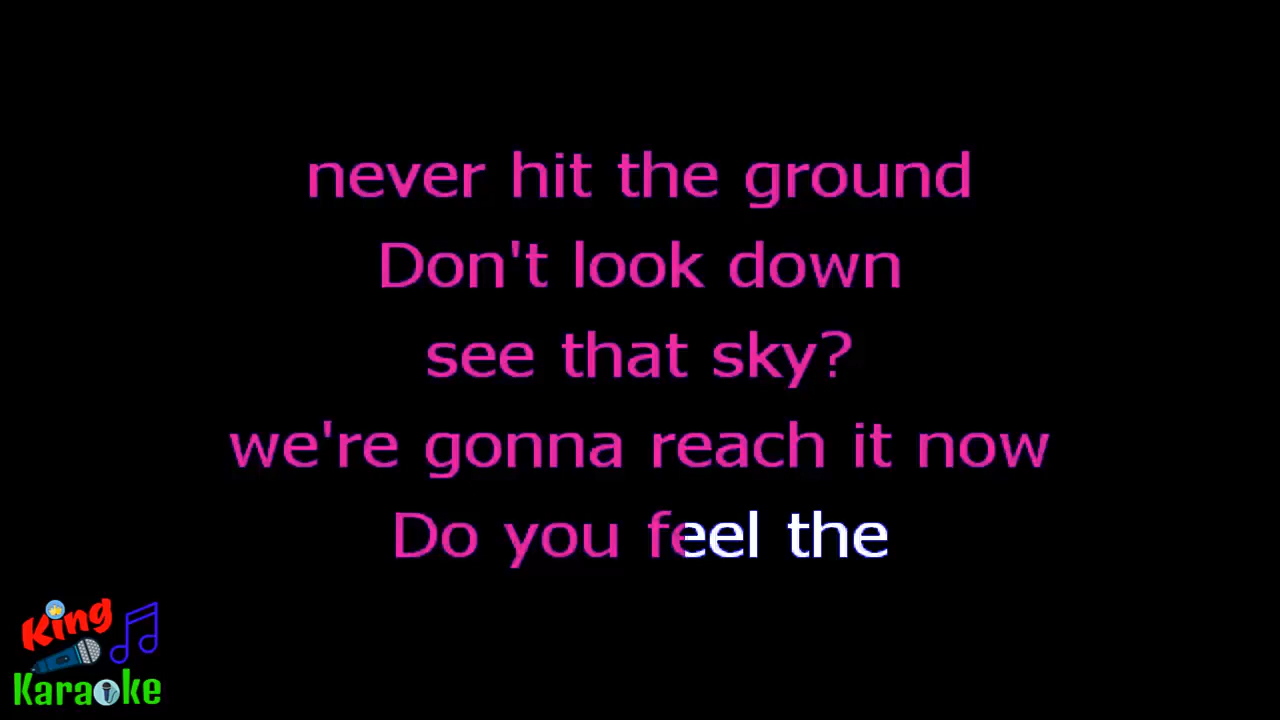 never hit the ground
Don't look down
see that sky?
we're gonna reach it now
Do you feel the
King
Karaoke